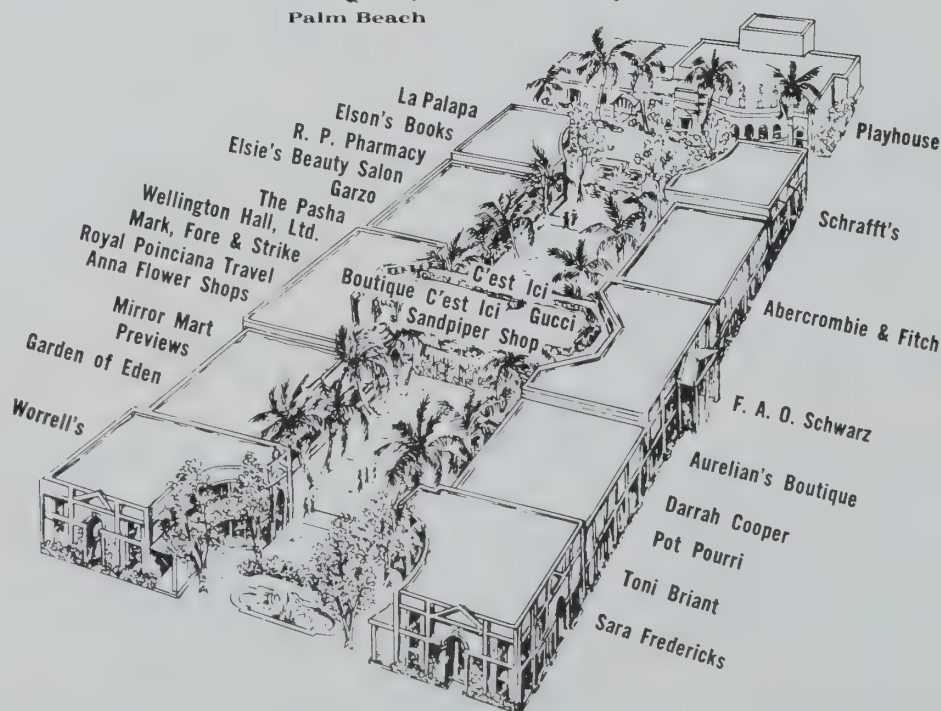 Palm Beach
La Palapa
Elson's Books
R. P. Pharmacy
Elsie's Beauty Salon
Garzo
The Pasha
Wellington Hall, Ltd.
Mark, Fore & Strike
Royal Poinciana Travel
Anna Flower Shops
Mirror Mart
Previews
Garden of Eden
Worrell's
C'est Ici
Boutique C'est Ici Gucci
Sandpiper Shop
Playhouse
Schrafft's
Abercrombie & Fitch
F. A. O. Schwarz
Aurelian's Boutique
Darrah Cooper
Pot Pourri
Toni Briant
Sara Fredericks